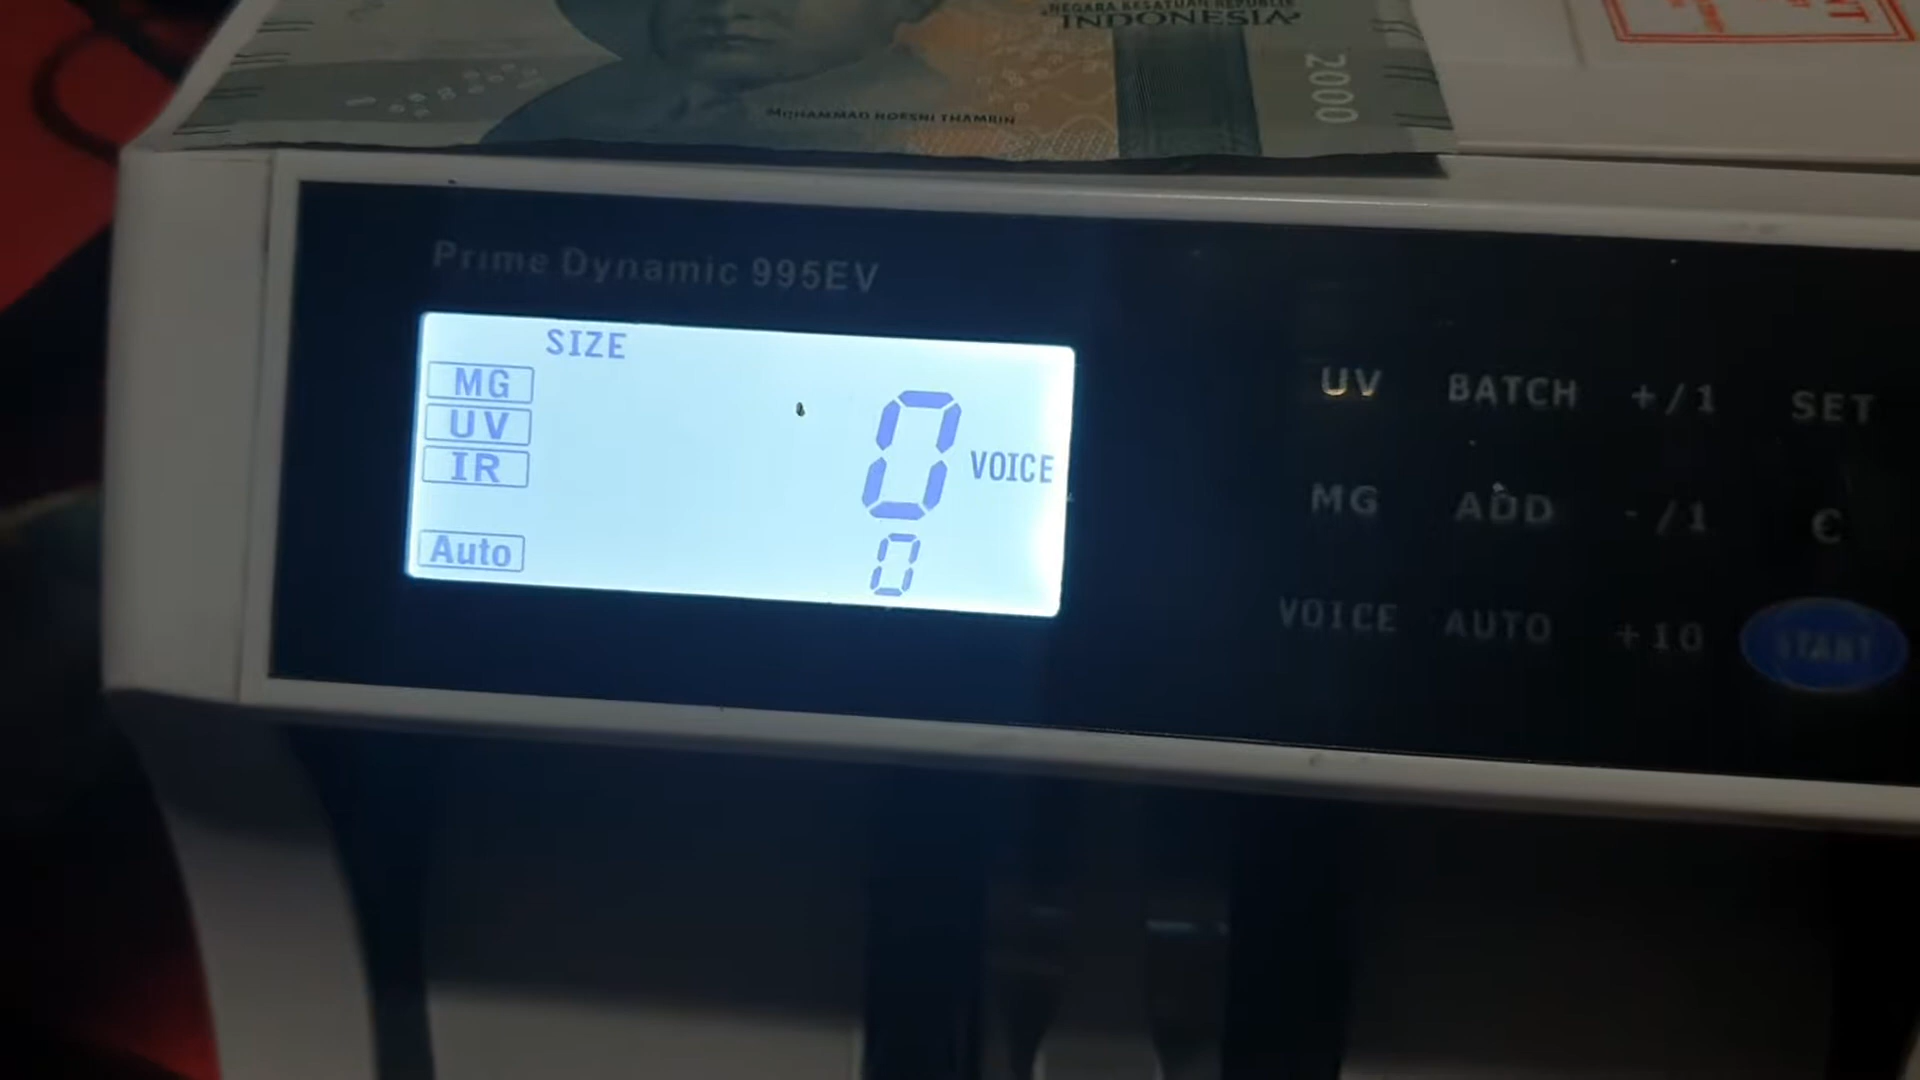 NEGARA KESATUAN REPUBLIK
INDONESIA
2000
MOHAMMAD HOESNI THAMRIN
Prime Dynamic 995EV
SIZE
MG
UV
IR
Auto
0
VOICE
0
UV BATCH +/1 SET
MG ADD -/1 €
VOICE AUTO +10 START